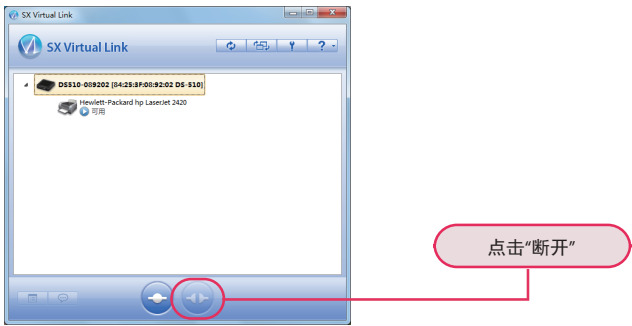 SX Virtual Link
SX Virtual Link
?
DS510-089202 [84:25:3F:08:92:02 DS-510]
Hewlett-Packard hp LaserJet 2420
可用
点击“断开”